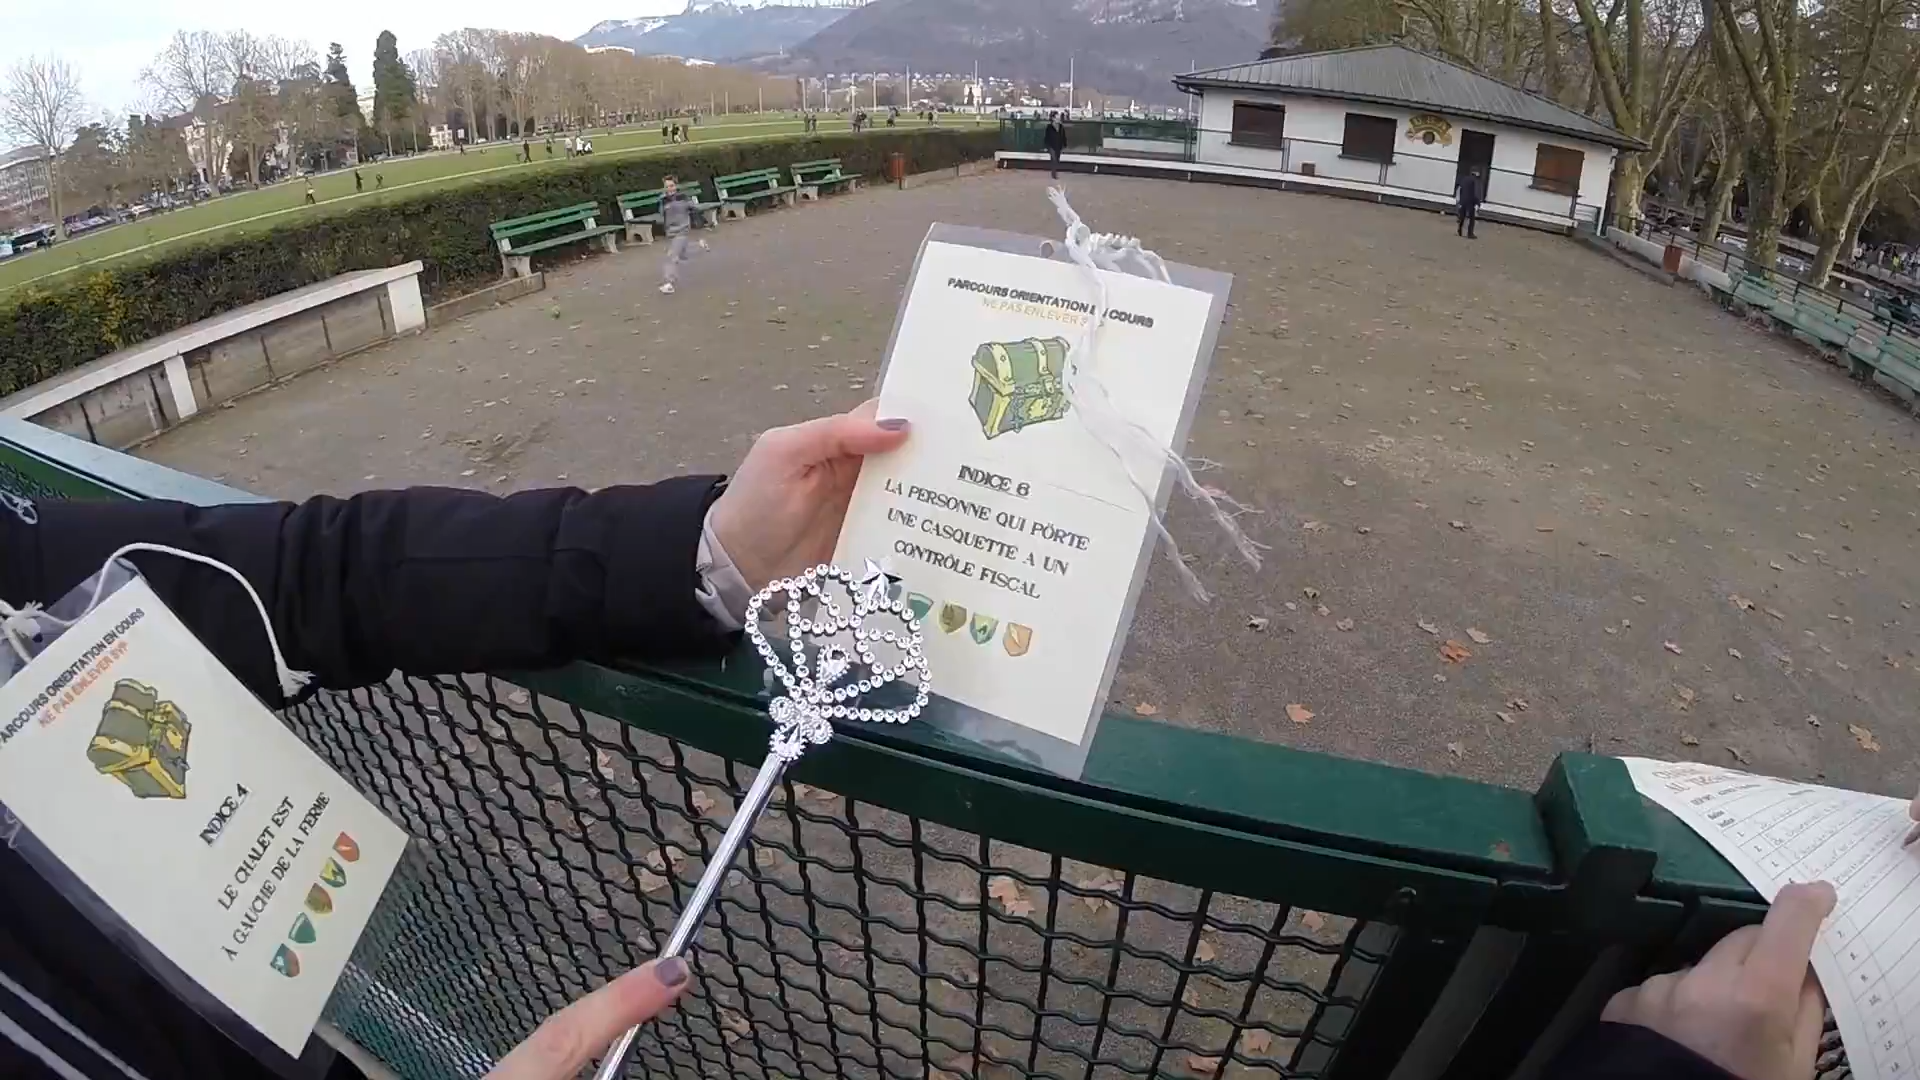 PARCOURS ORIENTATION EN COURS
NE PAS ENLEVER
INDICE 6
LA PERSONNE QUI PORTE
UNE CASQUETTE A UN
CONTRÔLE FISCAL
PARCOURS ORIENTATION EN COURS
NE PAS ENLEVER SVP
INDICE 4
LE CHALET EST
À GAUCHE DE LA FERME